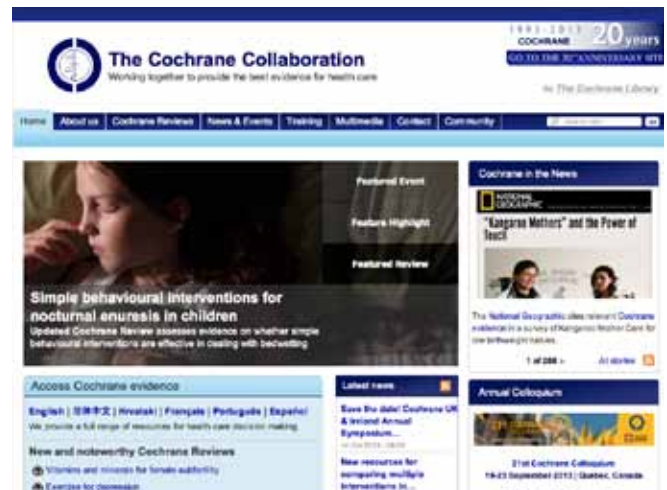 1993-2013
COCHRANE 20 years
GO TO THE 20TH ANNIVERSARY SITE
The Cochrane Collaboration
Working together to provide the best evidence for health care
The Cochrane Library
Home About us Cochrane Reviews News & Events Training Multimedia Contact Community
Featured Event
Feature Highlight
Featured Review
Simple behavioural interventions for
nocturnal enuresis in children
Updated Cochrane Review assesses evidence on whether simple
behavioural interventions are effective in dealing with bedwetting
Cochrane in the News
NATIONAL
GEOGRAPHIC
"Kangaroo Mothers" and the Power of
Touch
The National Geographic cites relevant Cochrane
evidence in a survey of Kangaroo Mother Care for
low birthweight babies.
1 of 288 > All stories
Access Cochrane evidence
English | 简体中文 | Hrvatski | Français | Português | Español
We provide a full range of resources for health care decision making
New and noteworthy Cochrane Reviews
Vitamins and minerals for female subfertility
Exercise for depression
Latest news
Save the date! Cochrane UK
& Ireland Annual
Symposium...
New resources for
comparing multiple
interventions in...
Annual Colloquium
21st Cochrane Colloquium
19-23 September 2013 | Quebec, Canada